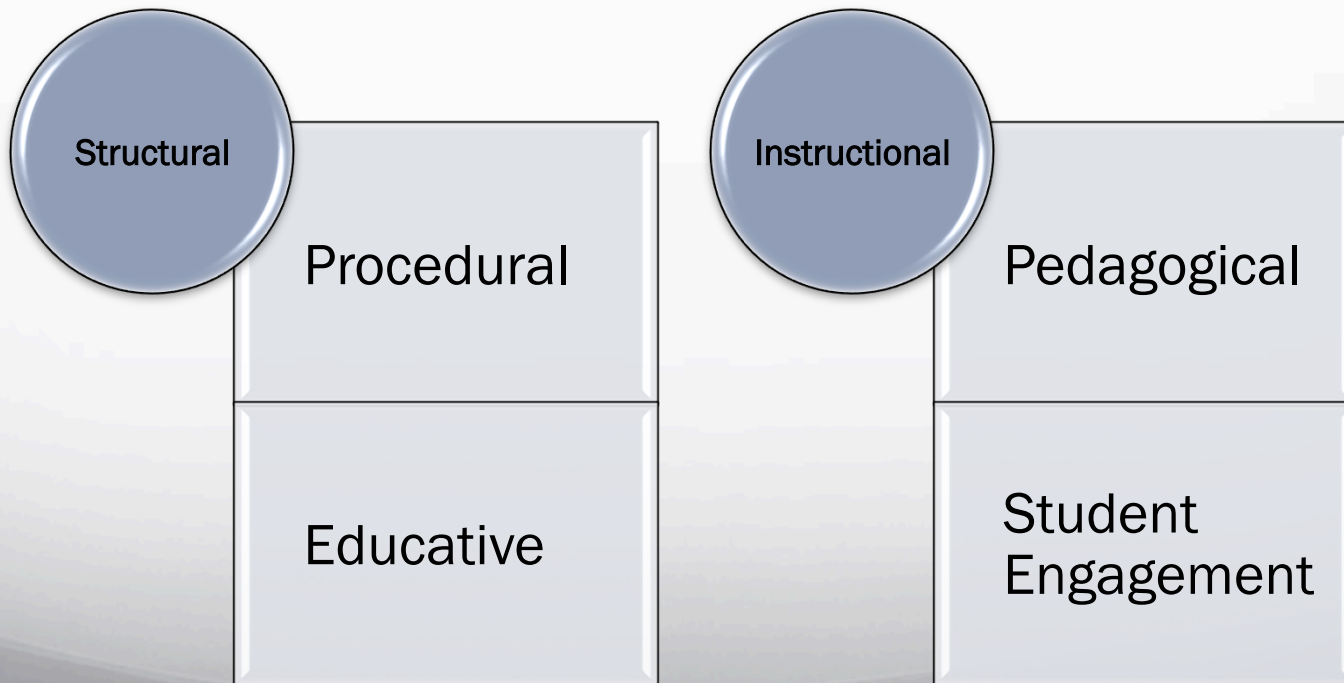 Structural
Procedural
Educative
Instructional
Pedagogical
Student
Engagement